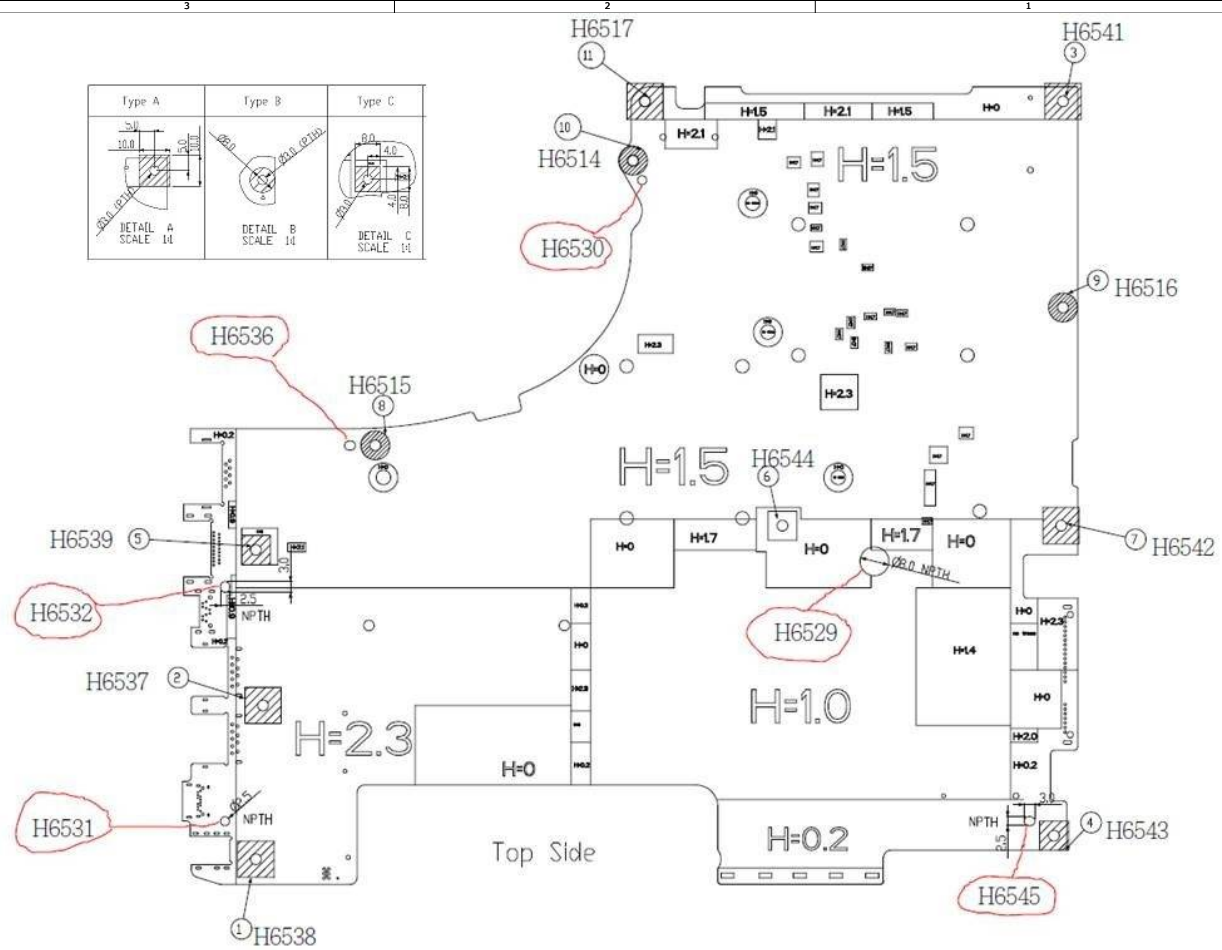 3
2
1
H6517
11
H6541
3
Type A
Type B
Type C
5.0
10.0
5.0
10.0
Ø3.0 (PTH)
DETAIL A
SCALE 1:1
Ø8.0
Ø3.0 (PTH)
DETAIL B
SCALE 1:1
8.0
4.0
4.0
8.0
Ø3.0
DETAIL C
SCALE 1:1
H=1.5
H=2.1
H=1.5
H=0
10
H=2.1
H=2.1
H6514
H=1.5
H6530
9
H6516
H6536
H=2.3
H=0
H6515
8
H=2.3
H=0.2
H=1.5
H6544
6
H6539
5
3.0
H=0
H=1.7
H=0
H=1.7
H=0
7
H6542
Ø8.0 NPTH
H6532
2.5
NPTH
H6529
H=0.2
H=0
H=2.3
H=0
H=1.4
H6537
2
H=2.3
H=1.0
H=0
H=2.0
H=0
H=0.2
H=0.2
H6531
Ø2.5
NPTH
3.0
NPTH
2.5
4
H6543
Top Side
H=0.2
H6545
1
H6538